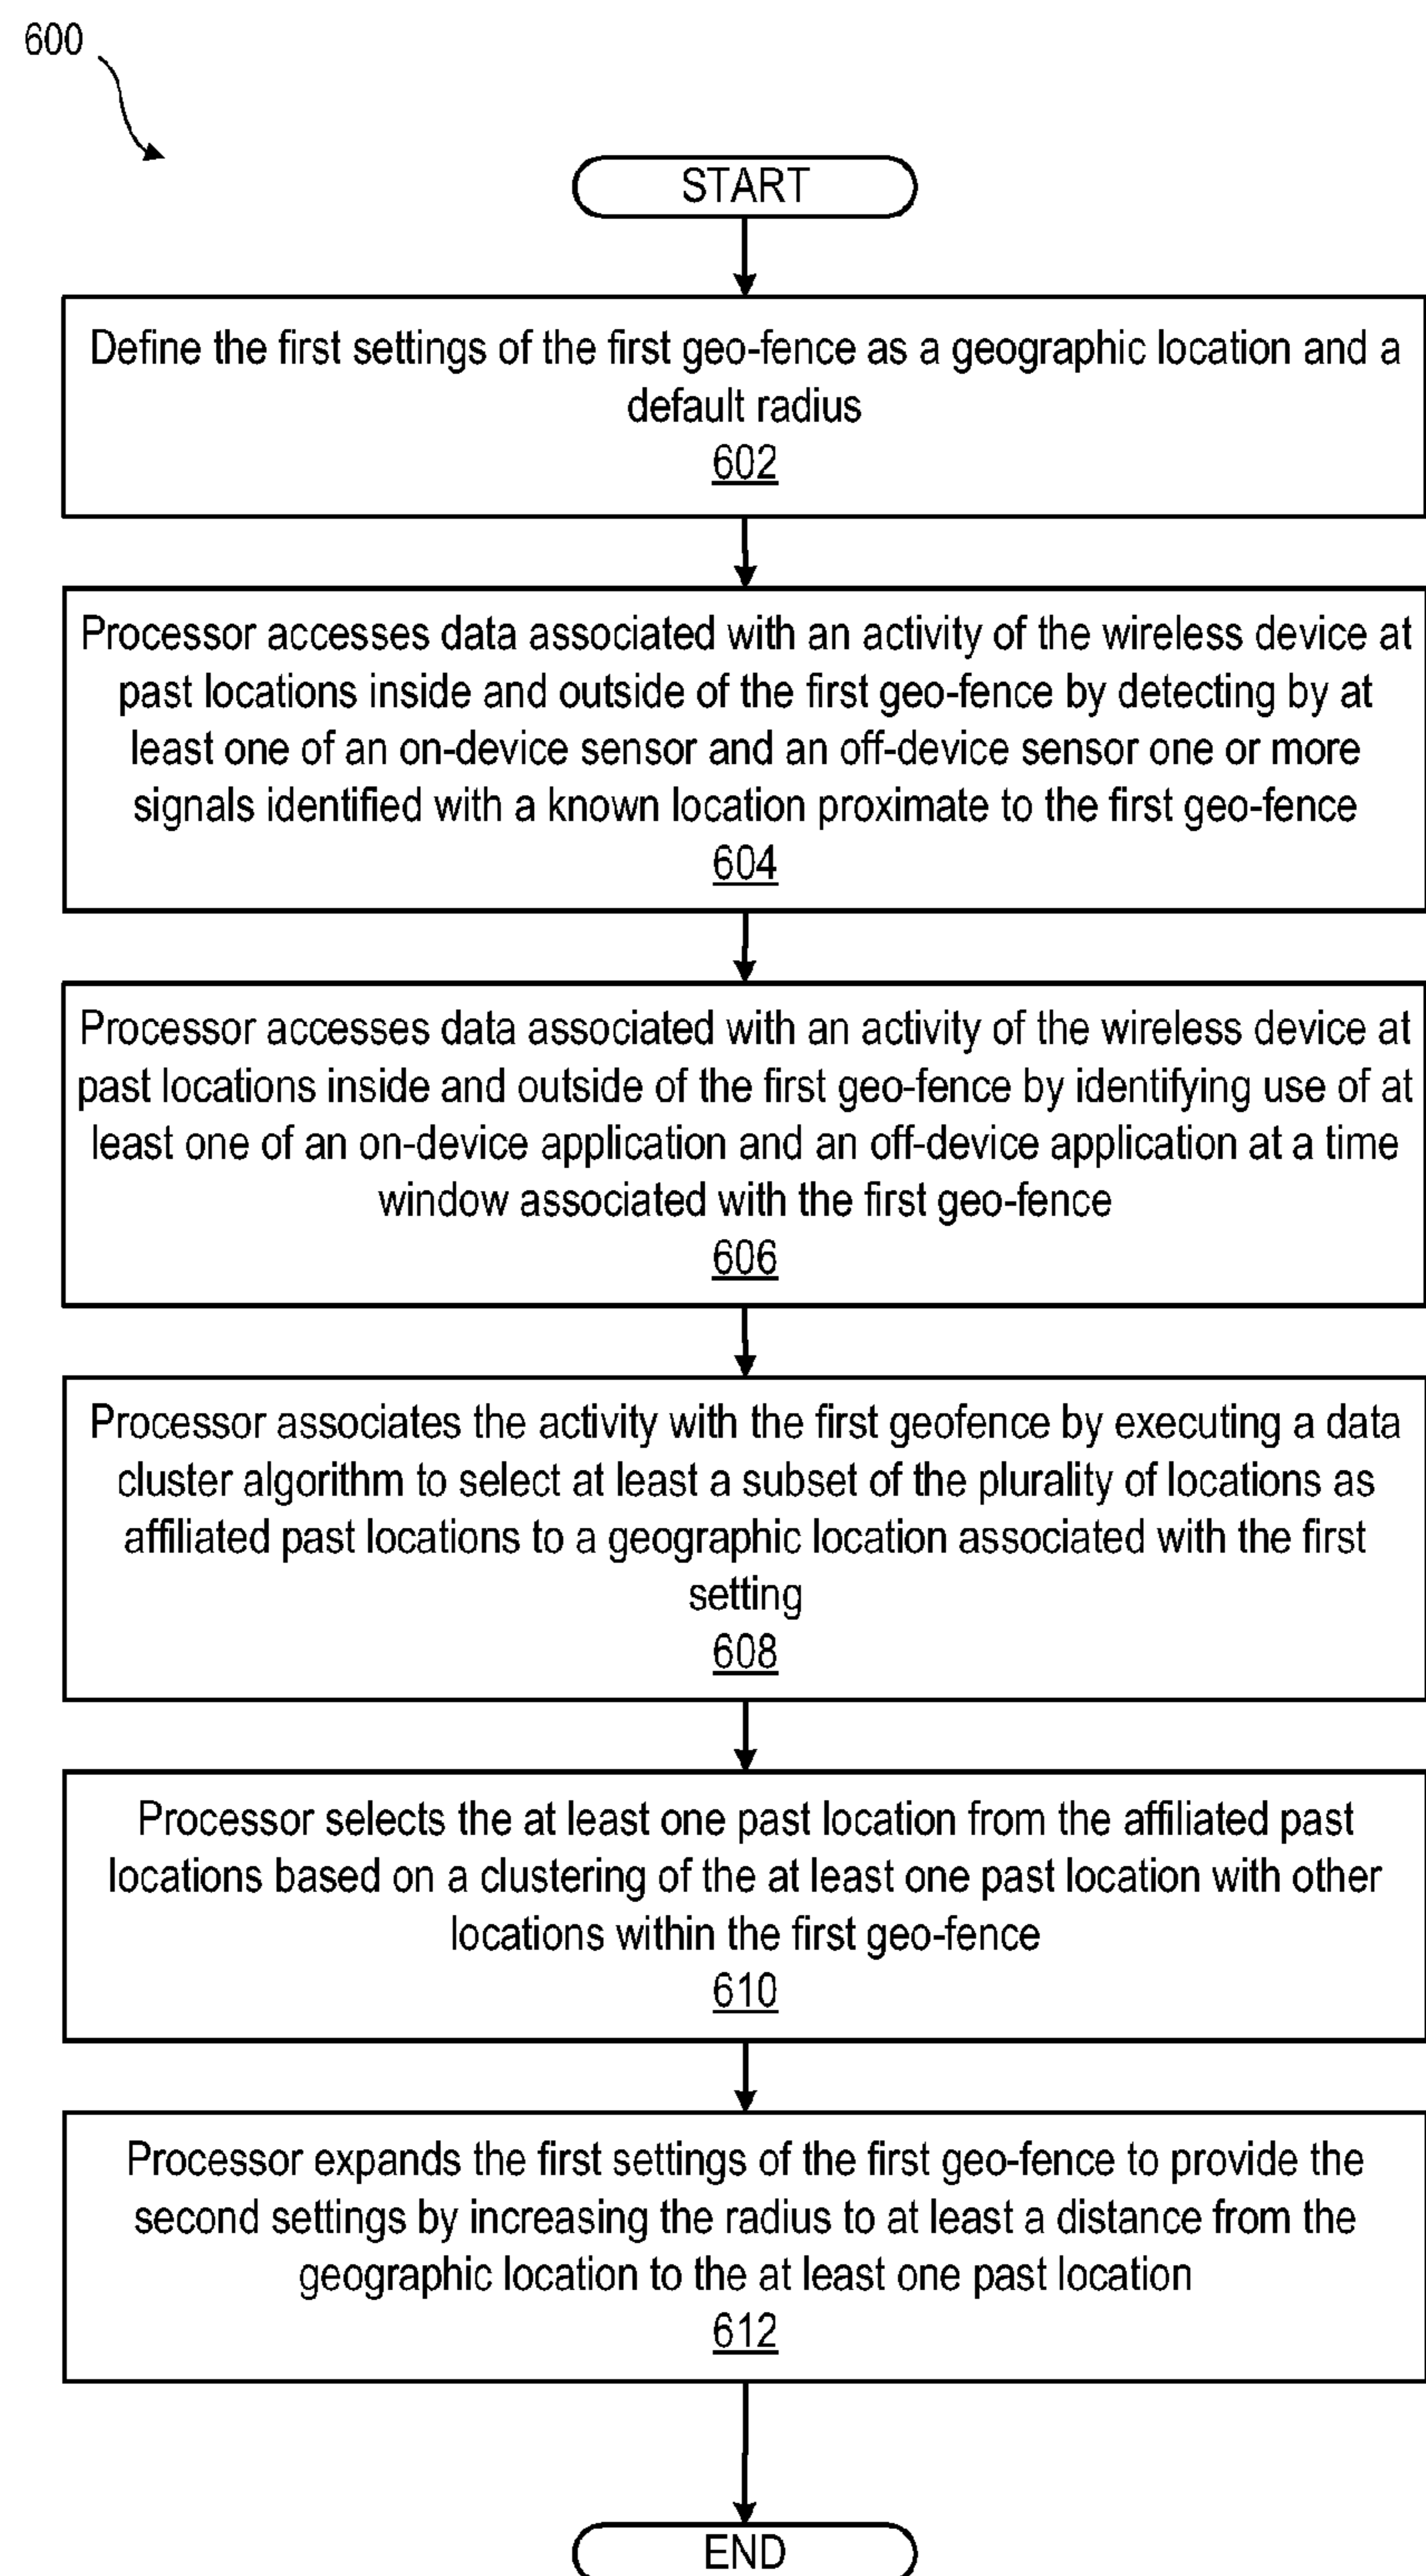 600
START
Define the first settings of the first geo-fence as a geographic location and a
default radius
602
Processor accesses data associated with an activity of the wireless device at
past locations inside and outside of the first geo-fence by detecting by at
least one of an on-device sensor and an off-device sensor one or more
signals identified with a known location proximate to the first geo-fence
604
Processor accesses data associated with an activity of the wireless device at
past locations inside and outside of the first geo-fence by identifying use of at
least one of an on-device application and an off-device application at a time
window associated with the first geo-fence
606
Processor associates the activity with the first geofence by executing a data
cluster algorithm to select at least a subset of the plurality of locations as
affiliated past locations to a geographic location associated with the first
setting
608
Processor selects the at least one past location from the affiliated past
locations based on a clustering of the at least one past location with other
locations within the first geo-fence
610
Processor expands the first settings of the first geo-fence to provide the
second settings by increasing the radius to at least a distance from the
geographic location to the at least one past location
612
END